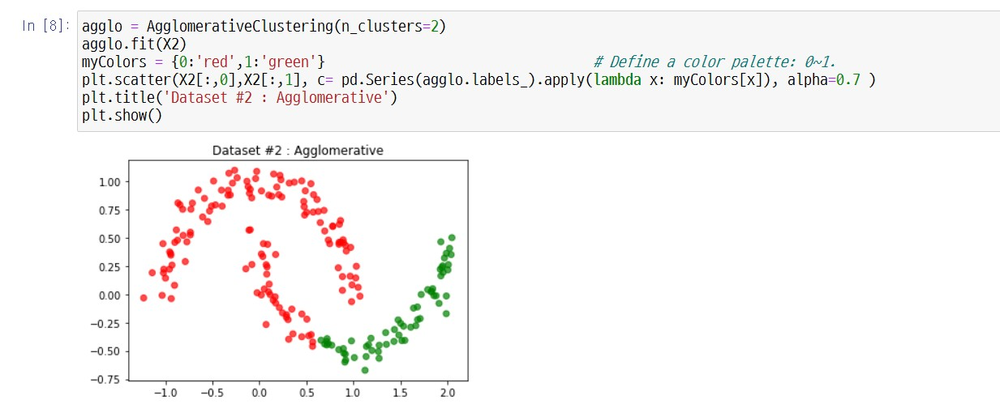 In [8]: agglo = AgglomerativeClustering(n_clusters=2)
agglo.fit(X2)
myColors = {0:'red',1:'green'} # Define a color palette: 0~1.
plt.scatter(X2[:,0],X2[:,1], c= pd.Series(agglo.labels_).apply(lambda x: myColors[x]), alpha=0.7 )
plt.title('Dataset #2 : Agglomerative')
plt.show()
Dataset #2 : Agglomerative
1.00
0.75
0.50
0.25
0.00
−0.25
−0.50
−0.75
−1.0 −0.5 0.0 0.5 1.0 1.5 2.0